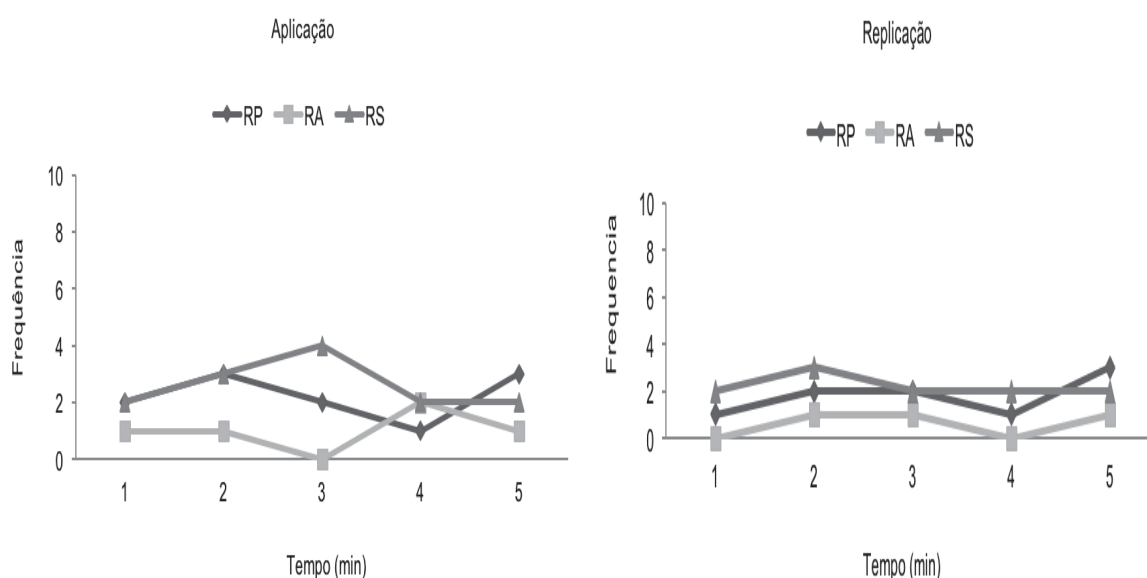 Aplicação
RP RA RS
Frequência
10
8
6
4
2
0
1 2 3 4 5
Tempo (min)
Replicação
RP RA RS
Frequencia
10
8
6
4
2
0
1 2 3 4 5
Tempo (min)